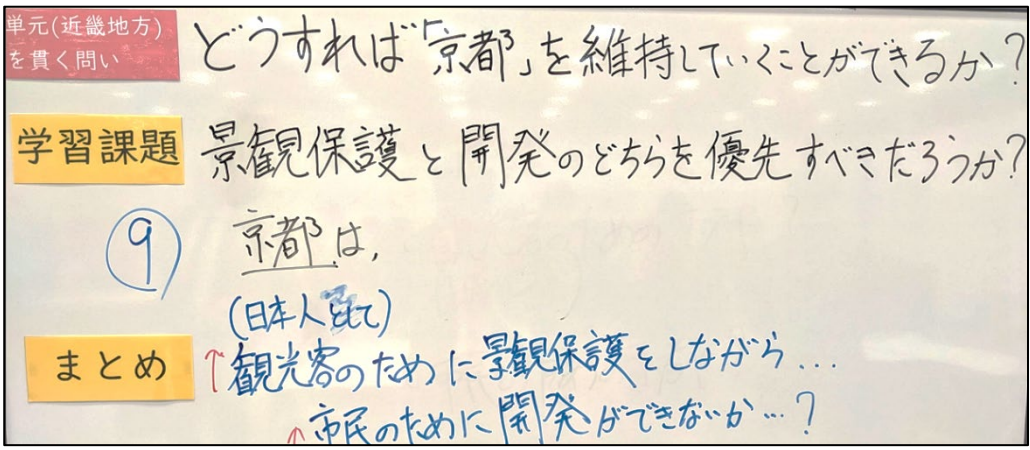 単元(近畿地方)
を貫く問い
どうすれば「京都」を維持していくことができるか?
学習課題
景観保護と開発のどちらを優先すべきだろうか?
⑨
京都は,
(日本人として)
まとめ
↑観光客のために景観保護をしながら...
↑市民のために開発ができないか...?